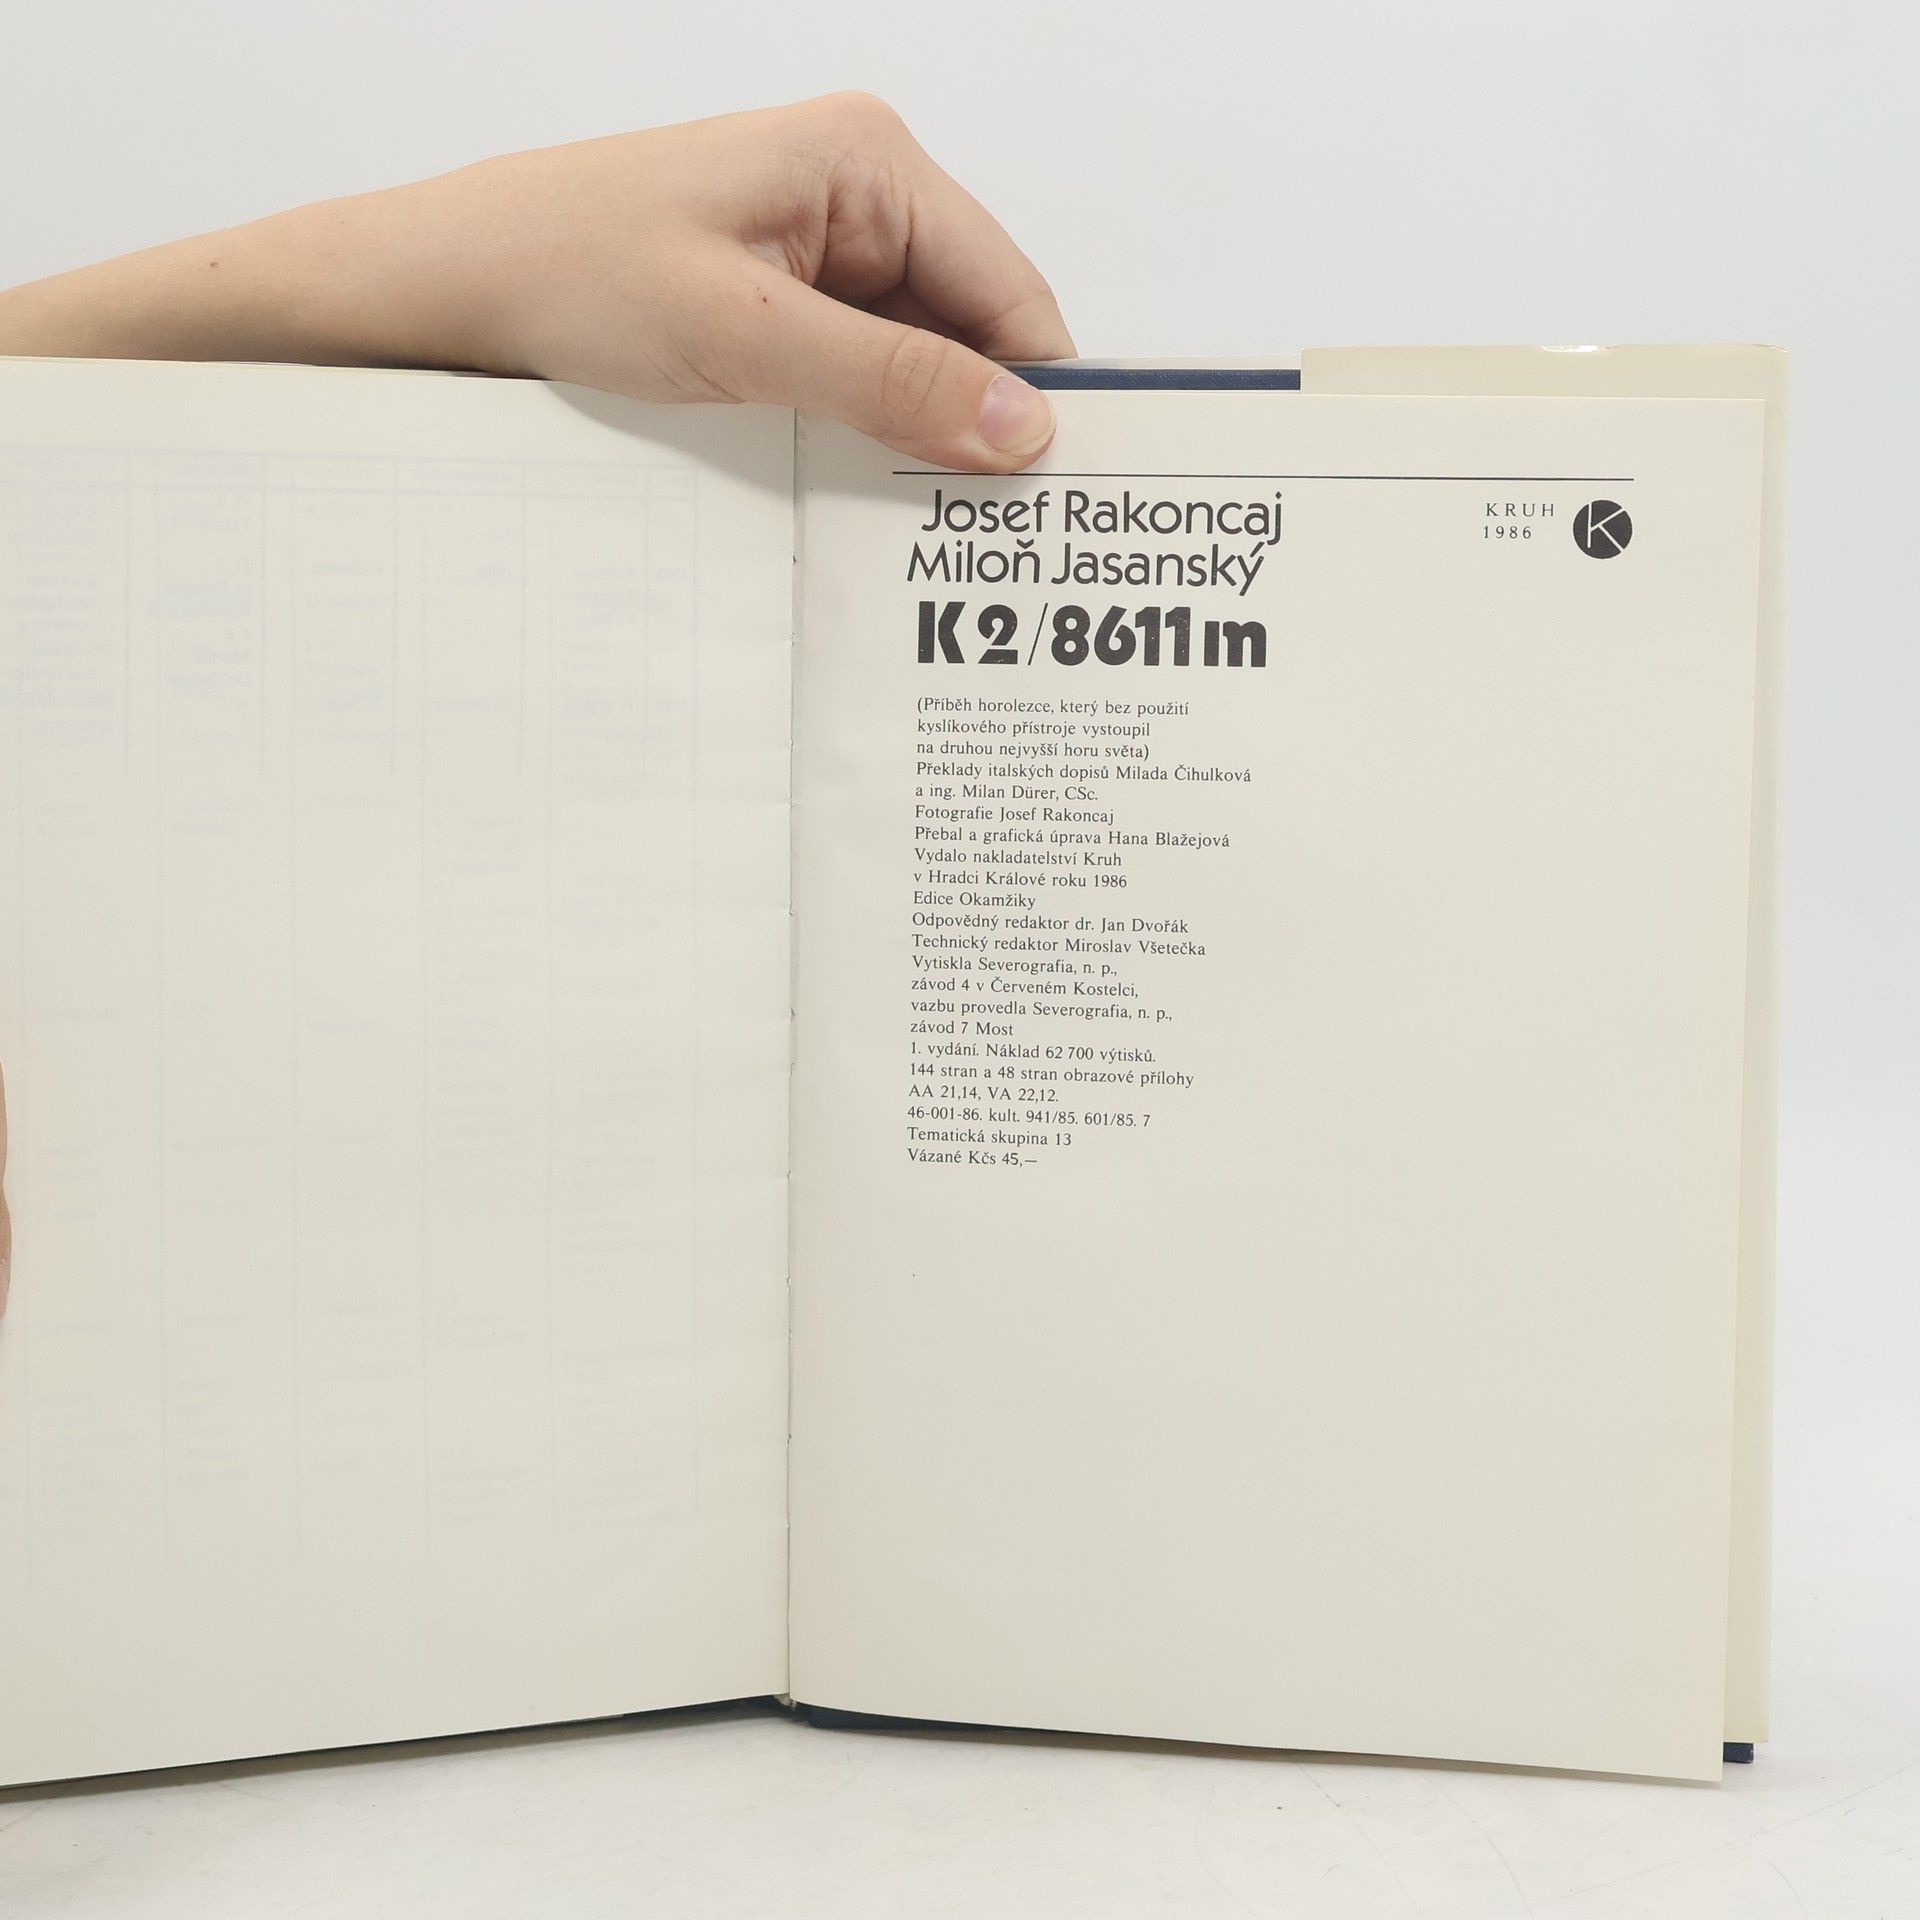 Josef Rakoncaj
Miloň Jasanský
K2/8611m
KRUH
1986
K
(Příběh horolezce, který bez použití
kyslíkového přístroje vystoupil
na druhou nejvyšší horu světa)
Překlady italských dopisů Milada Čihulková
a ing. Milan Dürer, CSc.
Fotografie Josef Rakoncaj
Přebal a grafická úprava Hana Blažejová
Vydalo nakladatelství Kruh
v Hradci Králové roku 1986
Edice Okamžiky
Odpovědný redaktor dr. Jan Dvořák
Technický redaktor Miroslav Všetečka
Vytiskla Severografia, n. p.,
závod 4 v Červeném Kostelci,
vazbu provedla Severografia, n. p.,
závod 7 Most
1. vydání. Náklad 62 700 výtisků.
144 stran a 48 stran obrazové přílohy
AA 21,14, VA 22,12.
46-001-86. kult. 941/85. 601/85. 7
Tematická skupina 13
Vázané Kčs 45,—